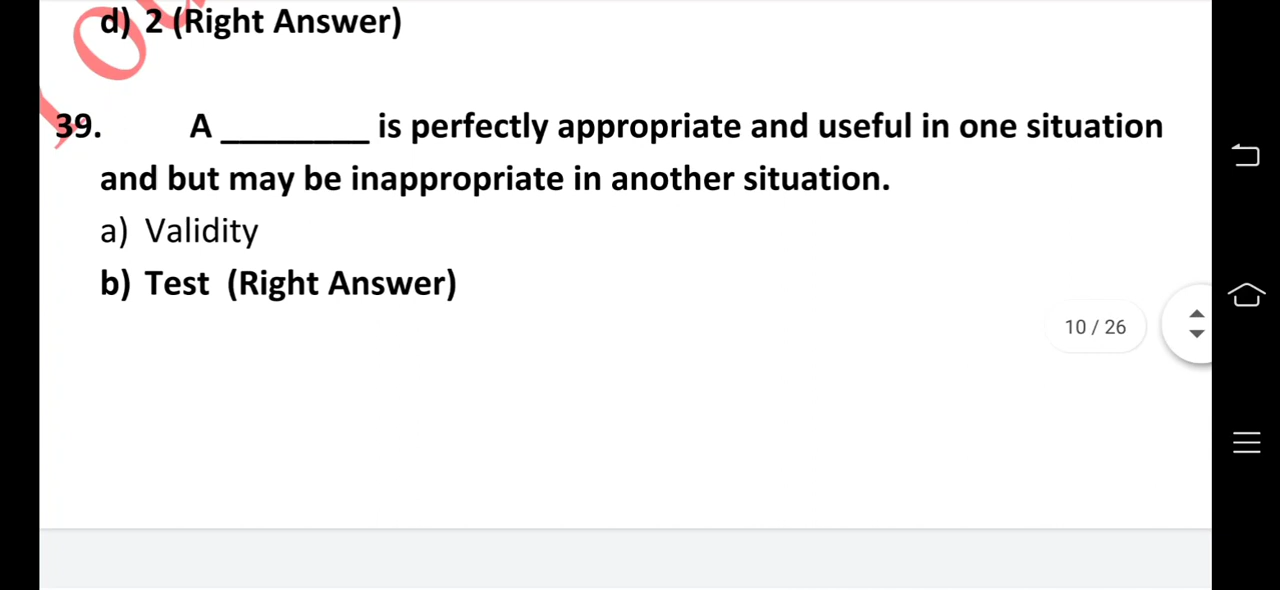 d) 2 (Right Answer)
39. A ________ is perfectly appropriate and useful in one situation
and but may be inappropriate in another situation.
a) Validity
b) Test (Right Answer)
10 / 26